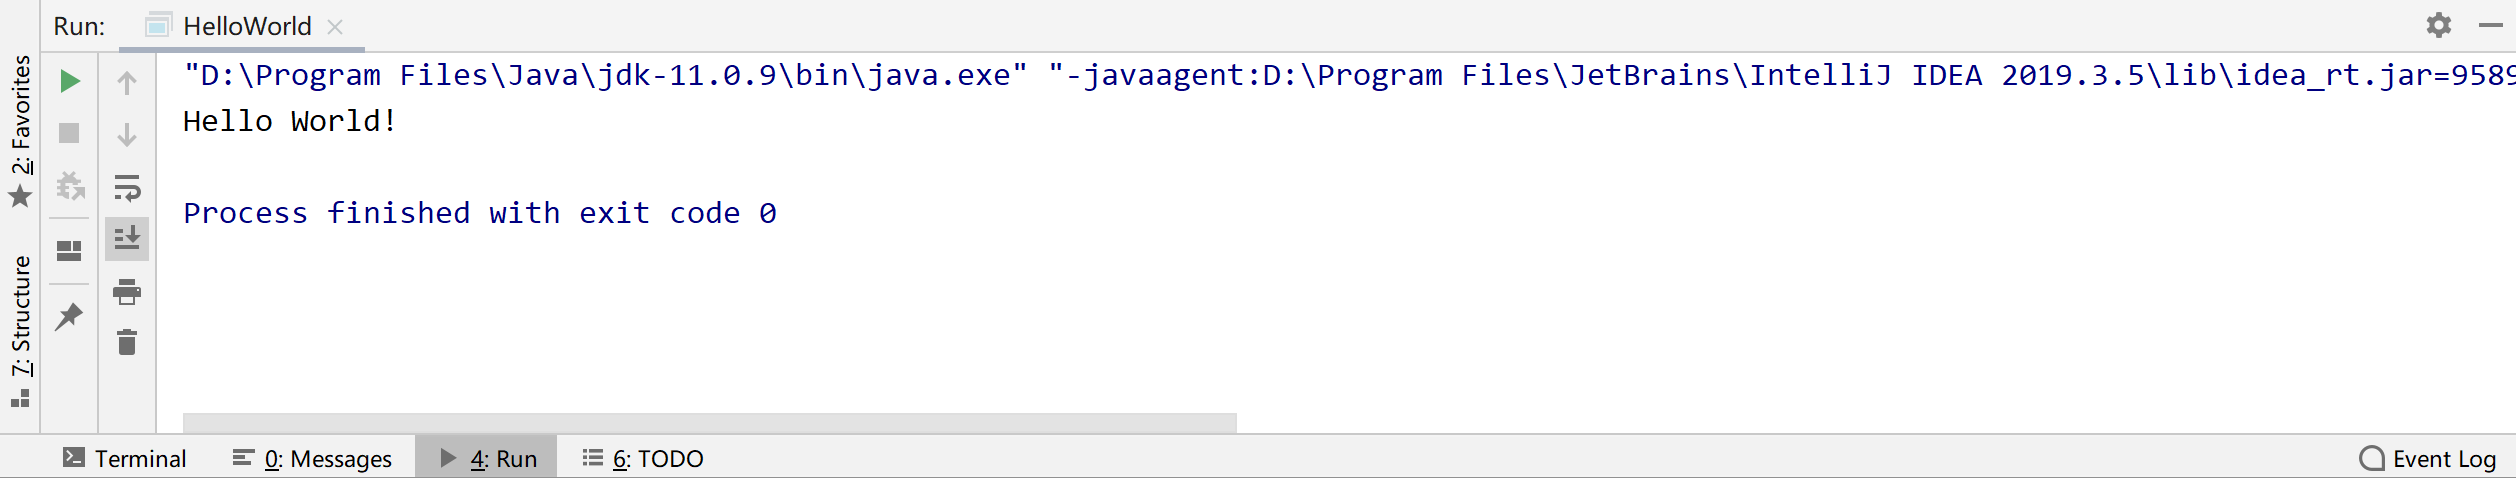 Run: HelloWorld
"D:\Program Files\Java\jdk-11.0.9\bin\java.exe" "-javaagent:D:\Program Files\JetBrains\IntelliJ IDEA 2019.3.5\lib\idea_rt.jar=9589
Hello World!
Process finished with exit code 0
2: Favorites
7: Structure
Terminal 0: Messages 4: Run 6: TODO Event Log